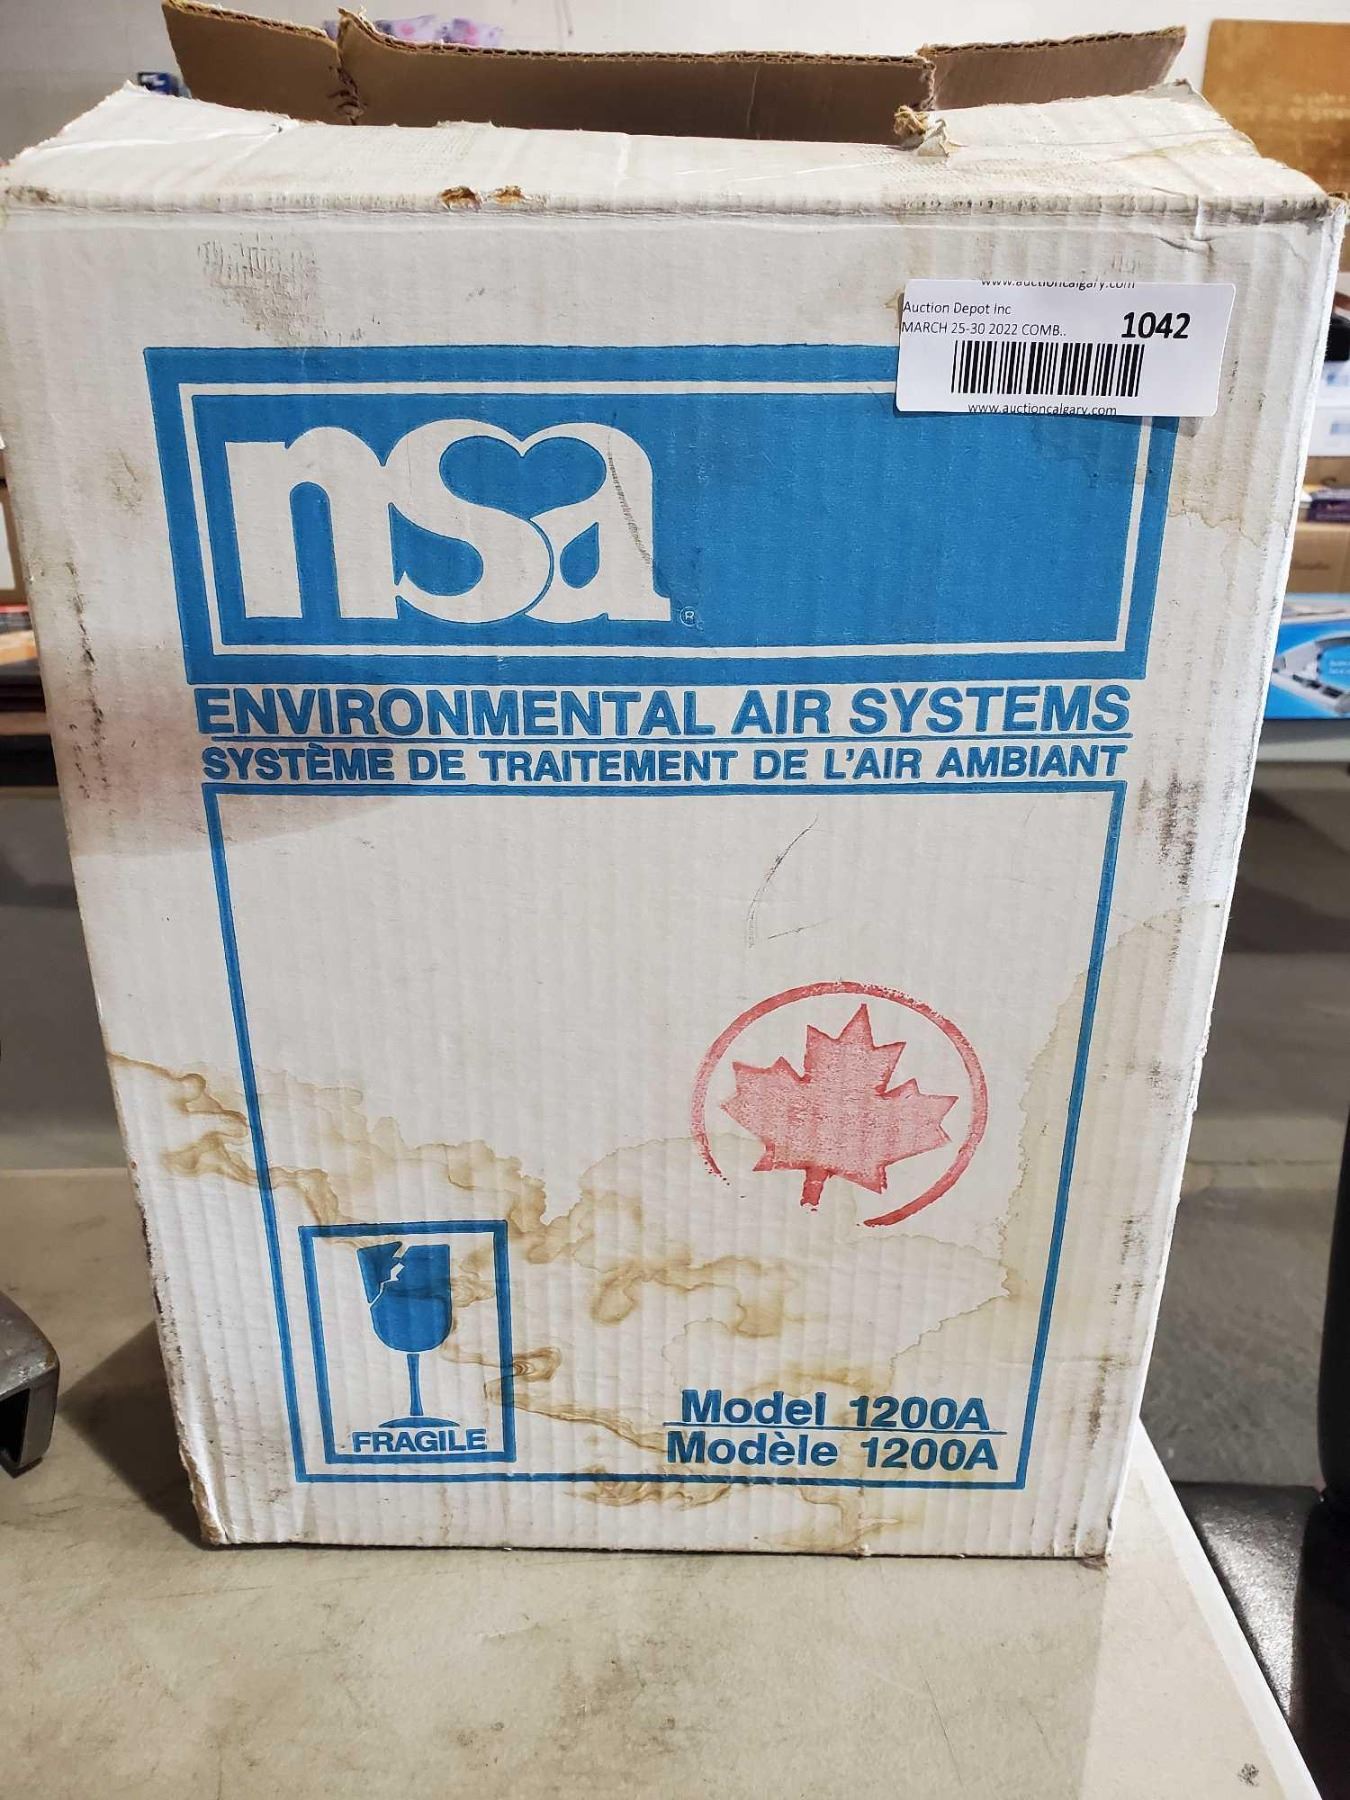 www.auctioncalgary.com
Auction Depot Inc
MARCH 25-30 2022 COMB..
1042
www.auctioncalgary.com
nsa
®
ENVIRONMENTAL AIR SYSTEMS
SYSTÈME DE TRAITEMENT DE L'AIR AMBIANT
FRAGILE
Model 1200A
Modèle 1200A